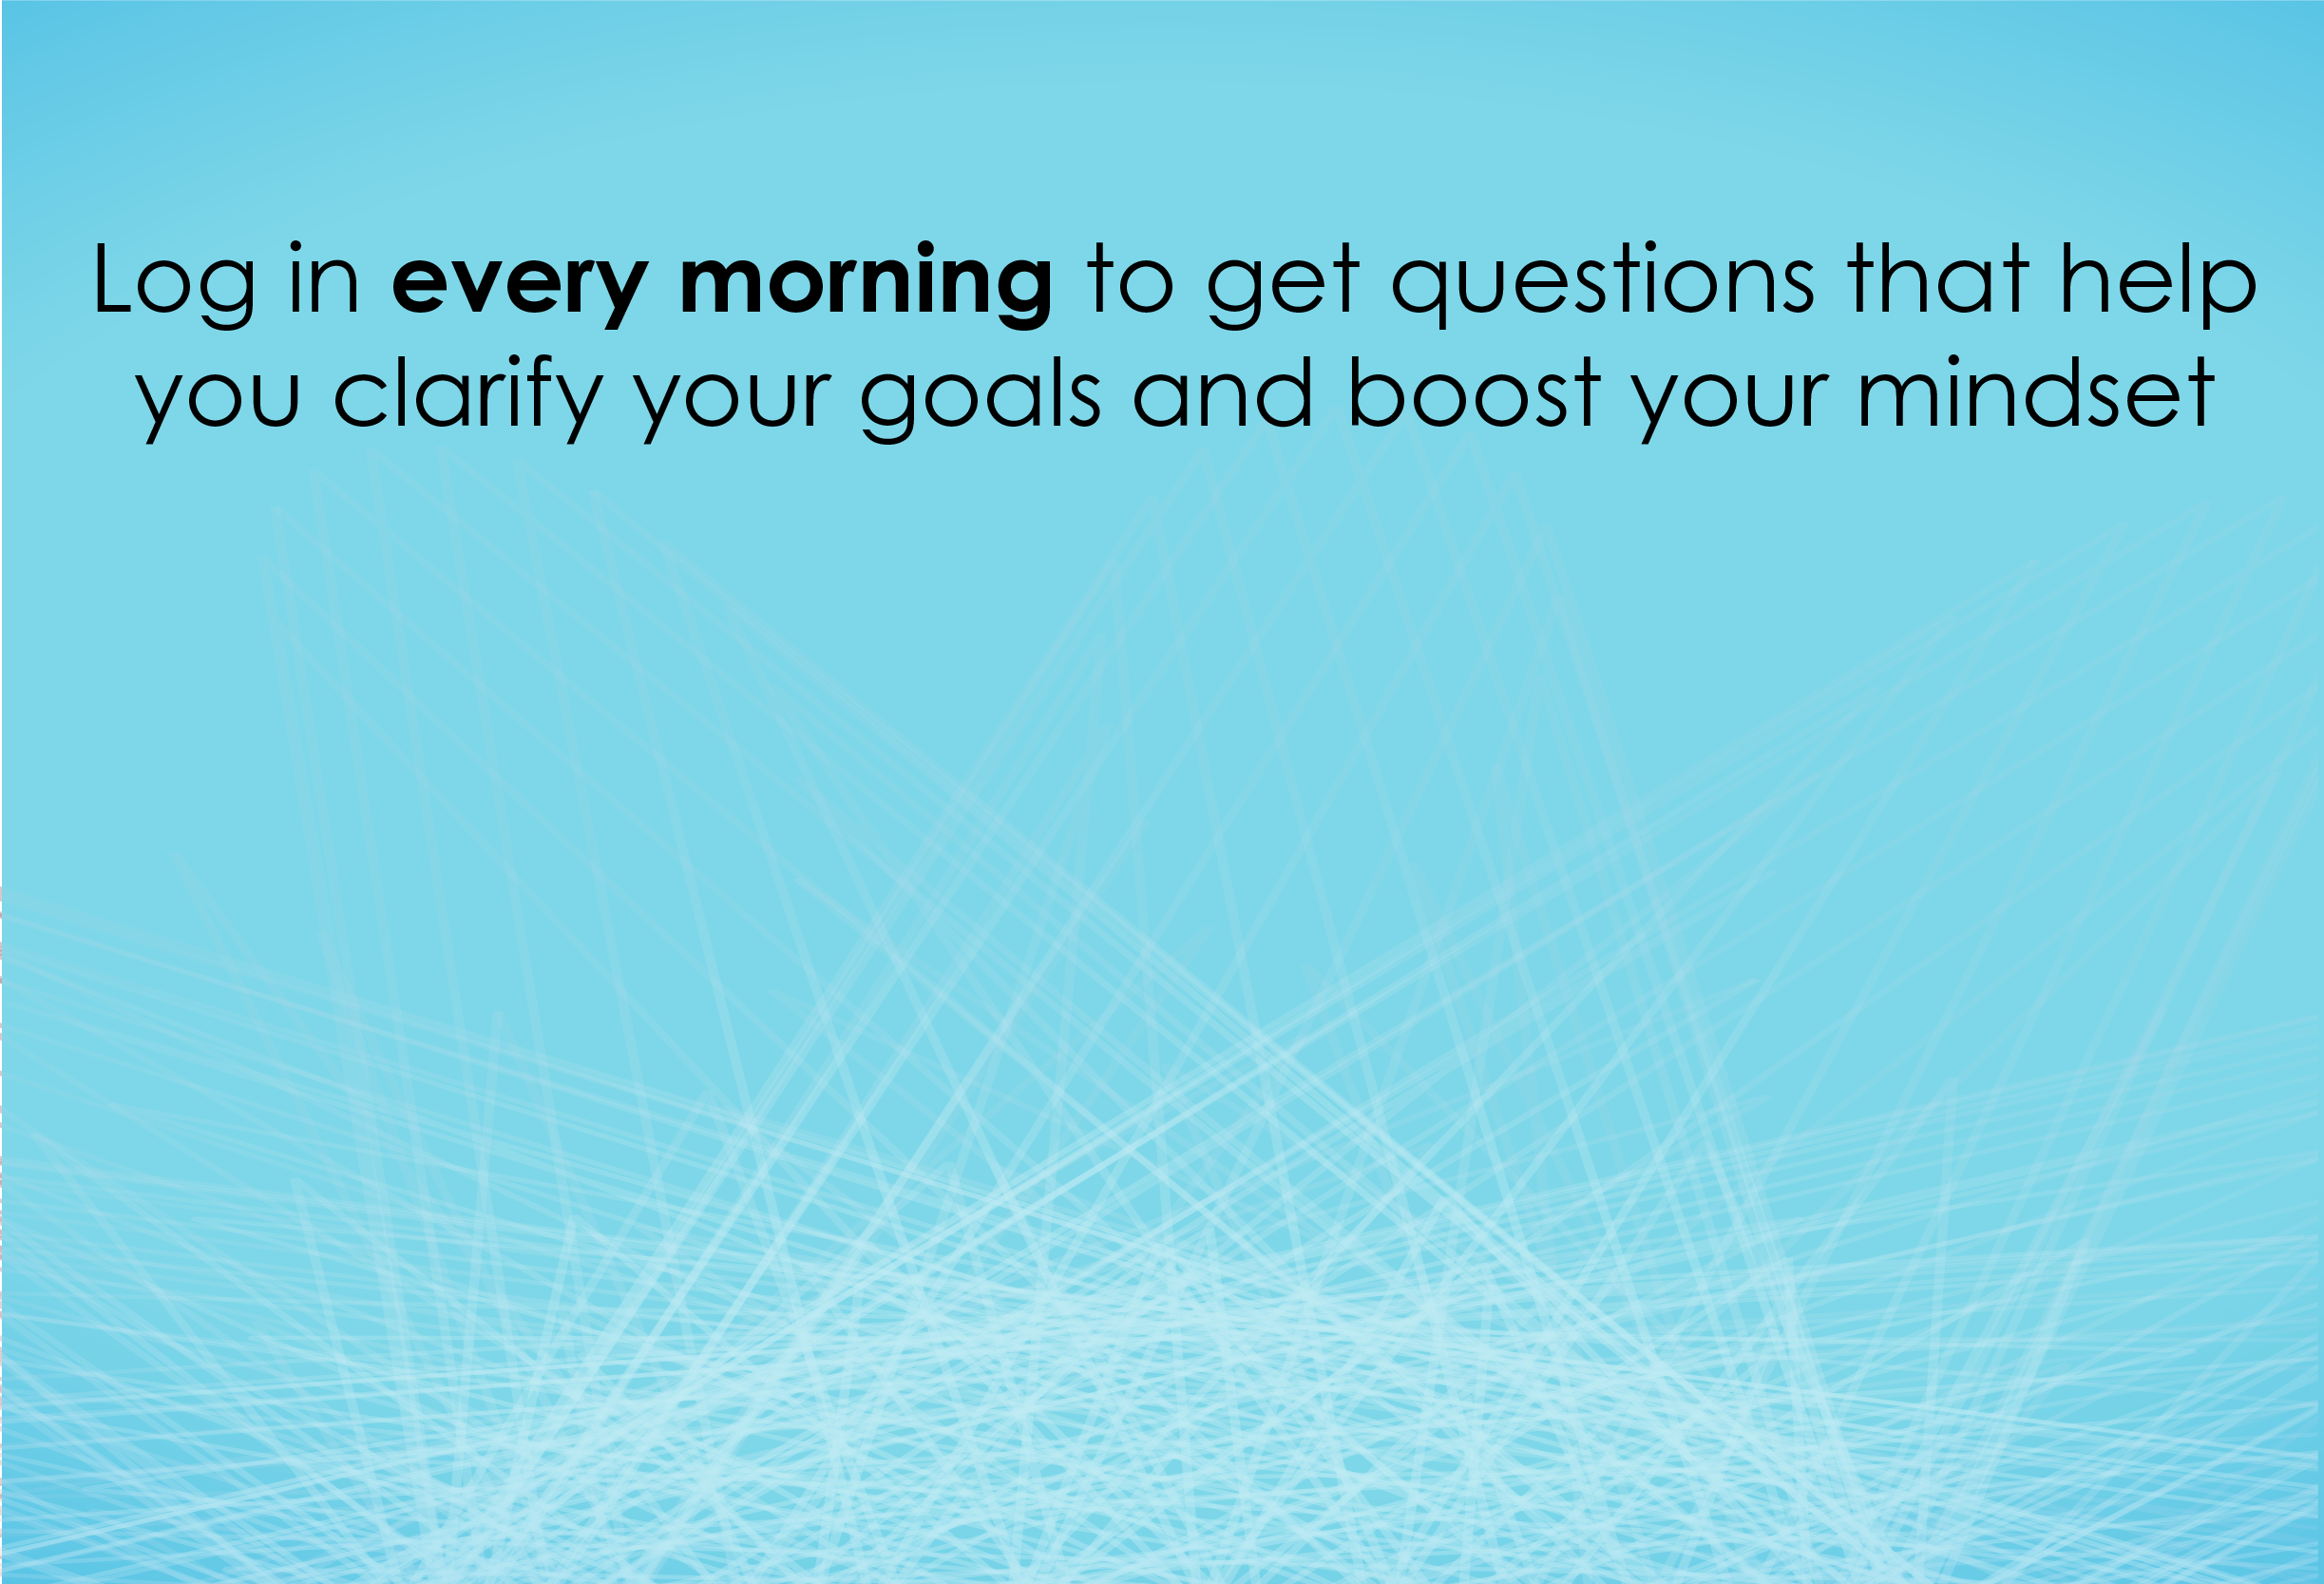 Log in every morning to get questions that help
you clarify your goals and boost your mindset